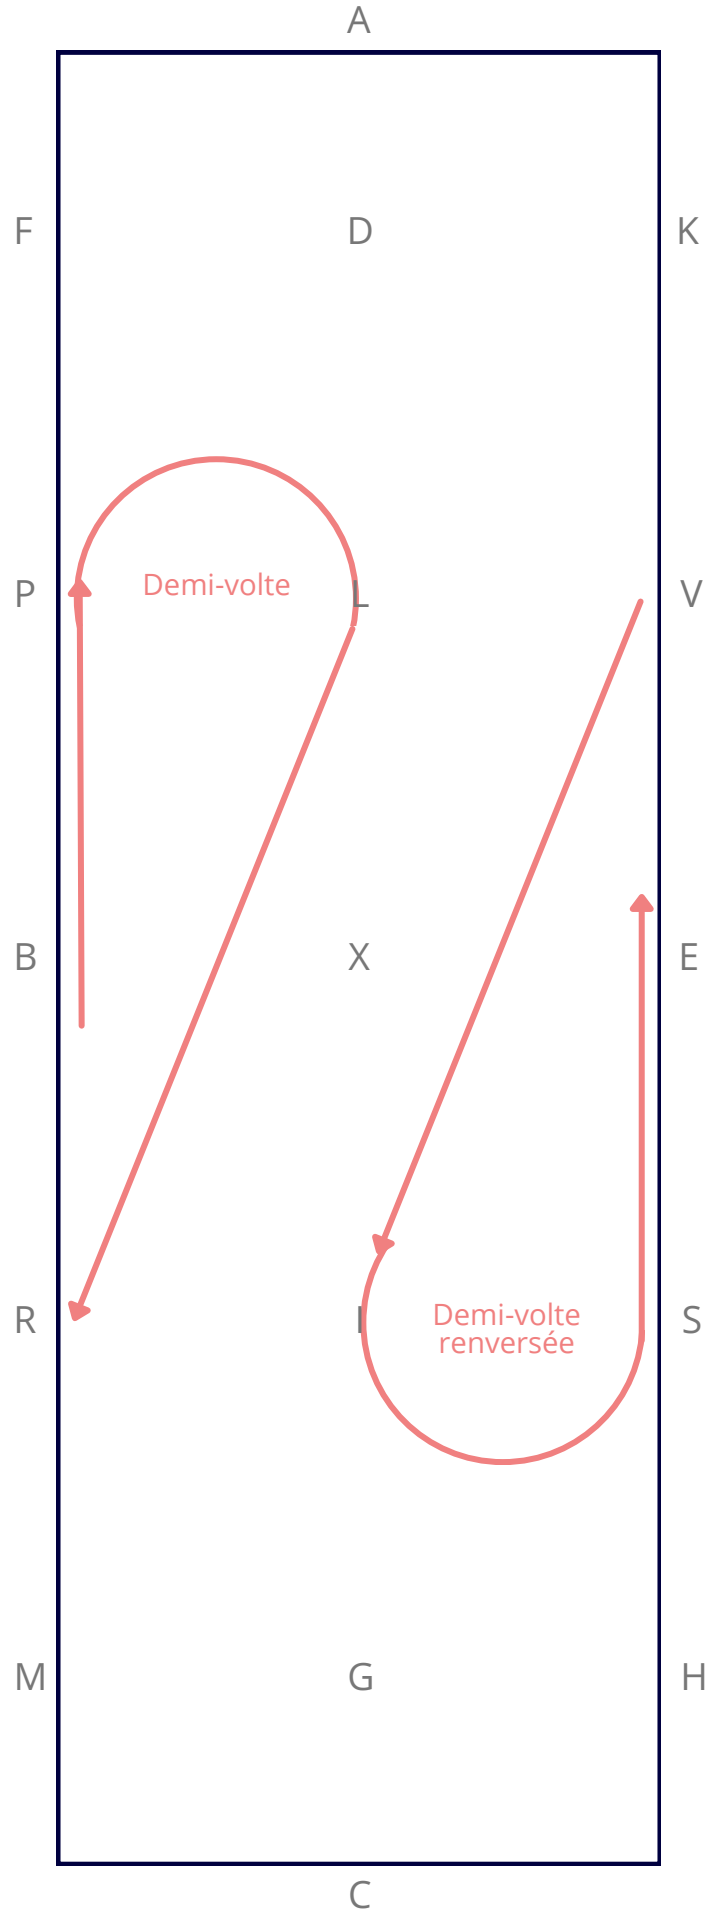 A
F D K
Demi-volte
P L V
B X E
Demi-volte
renversée
R I S
M G H
C